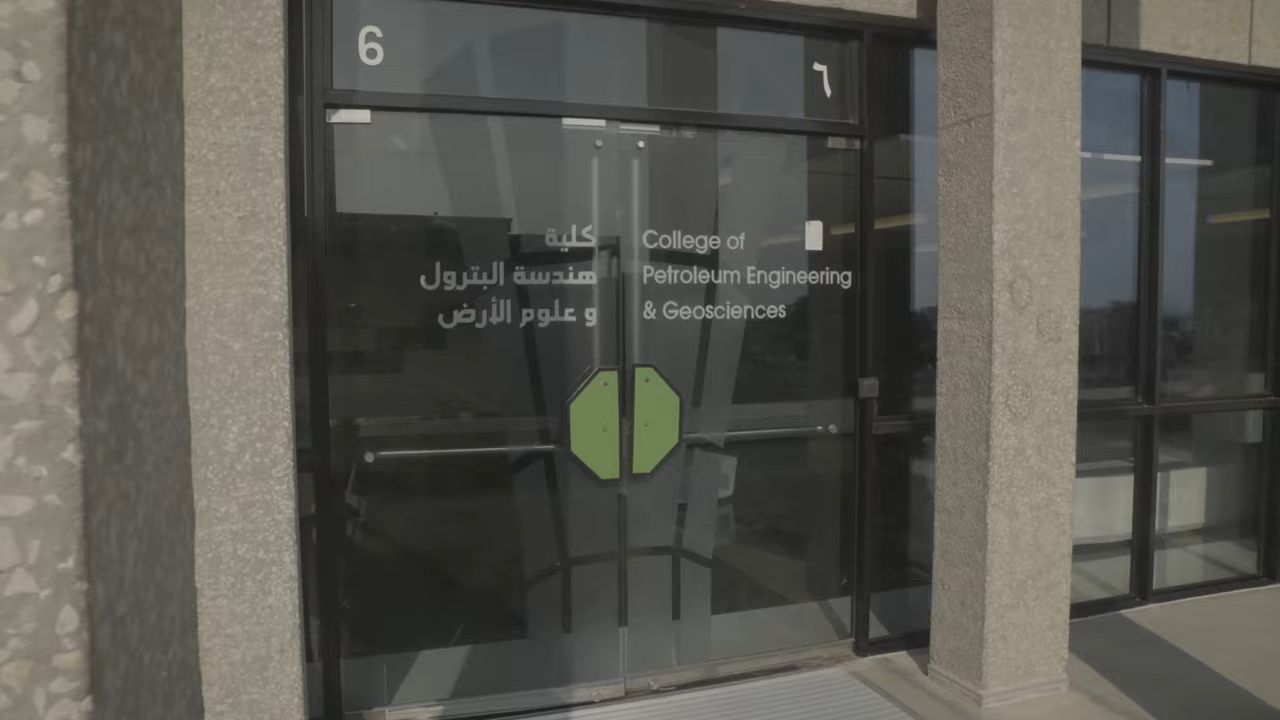 6
٦
كلية
هندسة البترول
و علوم الأرض
College of
Petroleum Engineering
& Geosciences